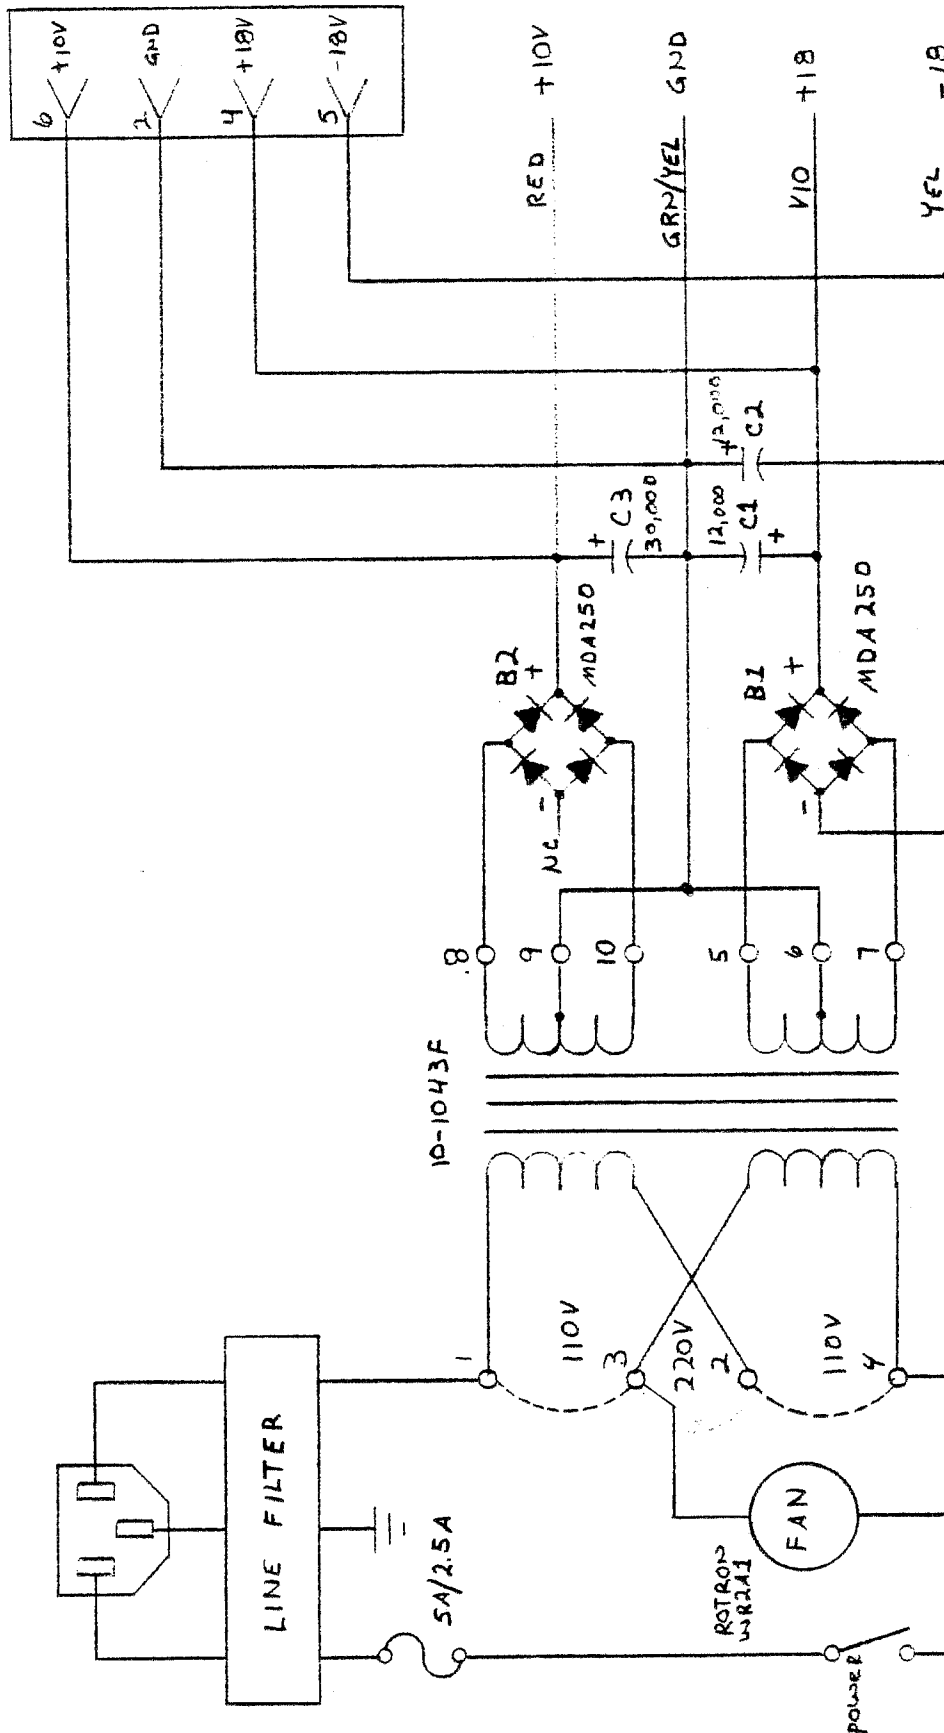 6
+10V
2
GND
4
+18V
5
-18V
RED
+10V
GRN/YEL
GND
VIO
+18
YEL
-18
C3
30,000
12,000
C1
12,000
C2
B2
MDA250
NC
B1
MDA250
8
9
10
5
6
7
10-1043F
1
110V
3
220V
2
110V
4
LINE FILTER
5A/2.5A
ROTRON
WR2A1
FAN
POWER